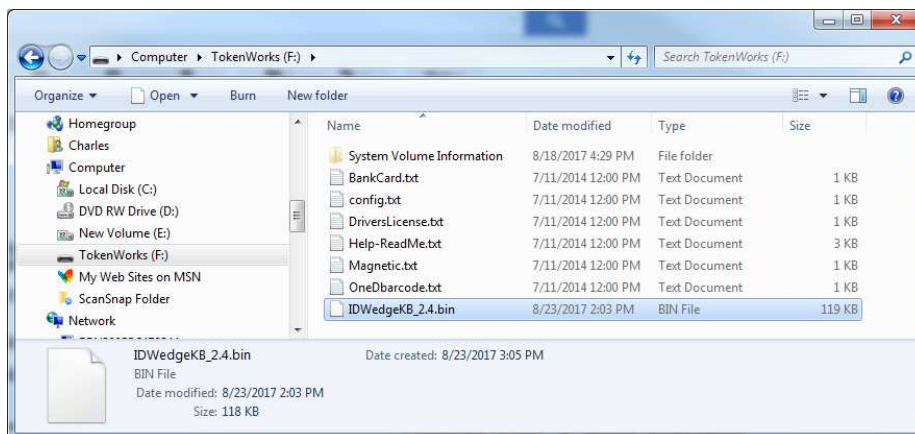 Computer TokenWorks (F:)
Search TokenWorks (F:)
Organize Open Burn New folder
Homegroup
Charles
Computer
Local Disk (C:)
DVD RW Drive (D:)
New Volume (E:)
TokenWorks (F:)
My Web Sites on MSN
ScanSnap Folder
Network
Name Date modified Type Size
System Volume Information 8/18/2017 4:29 PM File folder
BankCard.txt 7/11/2014 12:00 PM Text Document 1 KB
config.txt 7/11/2014 12:00 PM Text Document 1 KB
DriversLicense.txt 7/11/2014 12:00 PM Text Document 1 KB
Help-ReadMe.txt 7/11/2014 12:00 PM Text Document 3 KB
Magnetic.txt 7/11/2014 12:00 PM Text Document 1 KB
OneDbarcode.txt 7/11/2014 12:00 PM Text Document 1 KB
IDWedgeKB_2.4.bin 8/23/2017 2:03 PM BIN File 119 KB
IDWedgeKB_2.4.bin Date created: 8/23/2017 3:05 PM
BIN File
Date modified: 8/23/2017 2:03 PM
Size: 118 KB